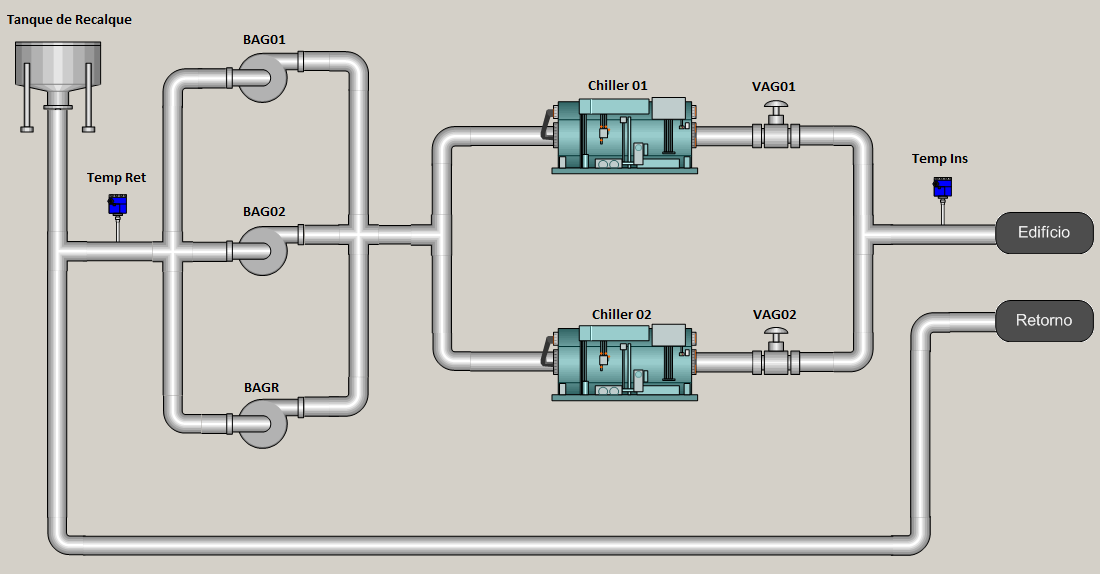 Tanque de Recalque
BAG01
Chiller 01
VAG01
Temp Ret
Temp Ins
BAG02
Edifício
Retorno
Chiller 02
VAG02
BAGR